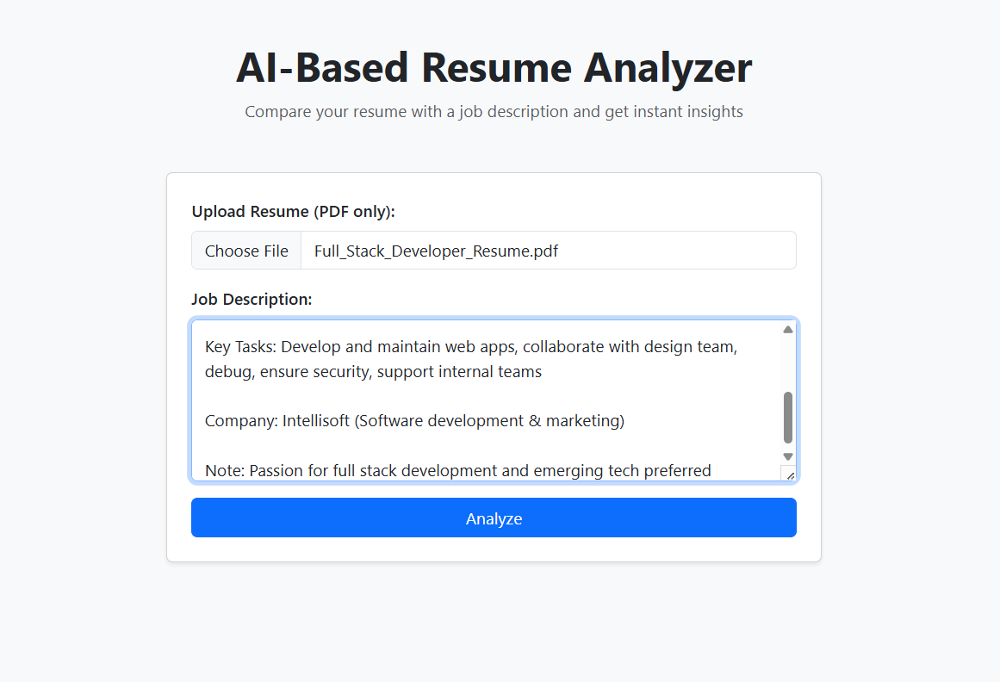 AI-Based Resume Analyzer
Compare your resume with a job description and get instant insights
Upload Resume (PDF only):
Choose File Full_Stack_Developer_Resume.pdf
Job Description:
Key Tasks: Develop and maintain web apps, collaborate with design team,
debug, ensure security, support internal teams
Company: Intellisoft (Software development & marketing)
Note: Passion for full stack development and emerging tech preferred
Analyze